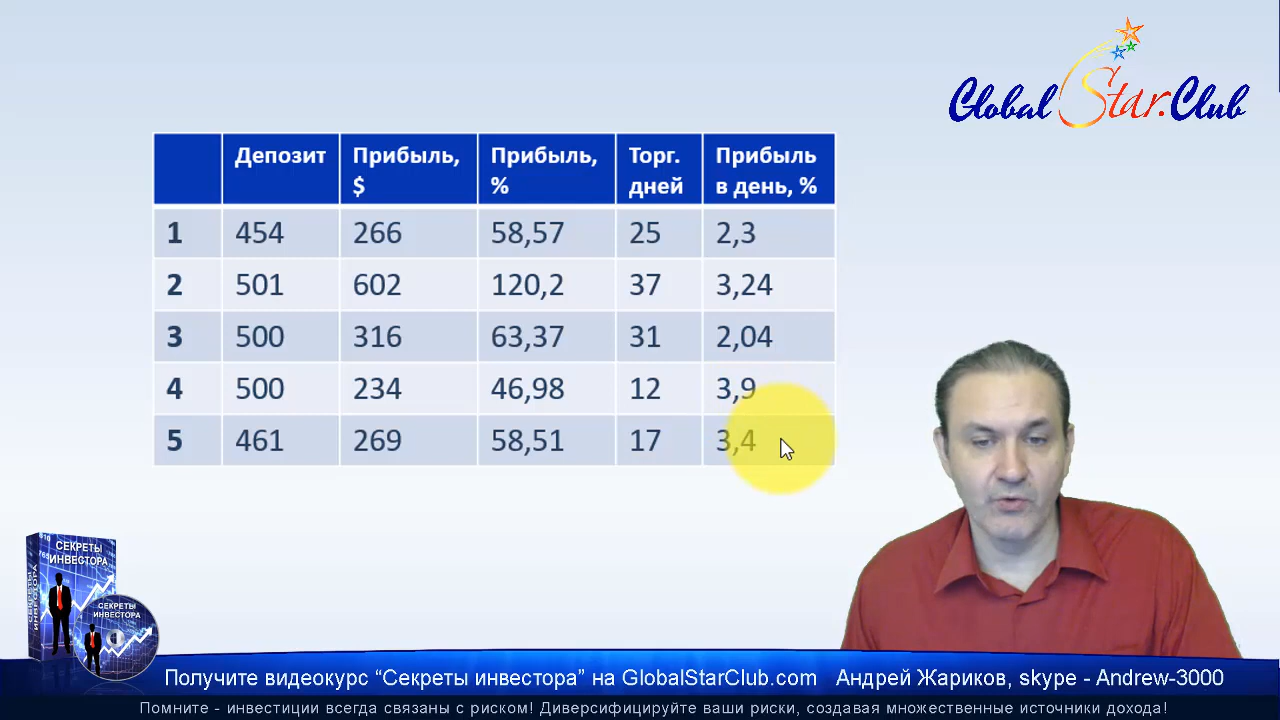 Global Star.Club
Депозит Прибыль, $ Прибыль, % Торг. дней Прибыль в день, %
1 454 266 58,57 25 2,3
2 501 602 120,2 37 3,24
3 500 316 63,37 31 2,04
4 500 234 46,98 12 3,9
5 461 269 58,51 17 3,4
СЕКРЕТЫ
ИНВЕСТОРА
СЕКРЕТЫ
ИНВЕСТОРА
Получите видеокурс “Секреты инвестора” на GlobalStarClub.com Андрей Жариков, skype - Andrew-3000
Помните - инвестиции всегда связаны с риском! Диверсифицируйте ваши риски, создавая множественные источники дохода!